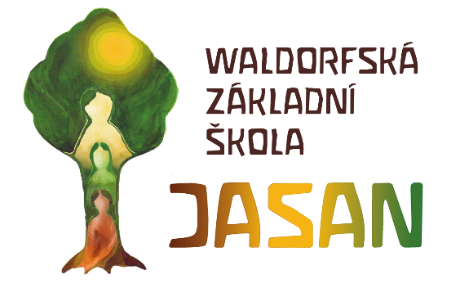 WALDORFSKÁ
ZÁKLADNÍ
ŠKOLA
JASAN